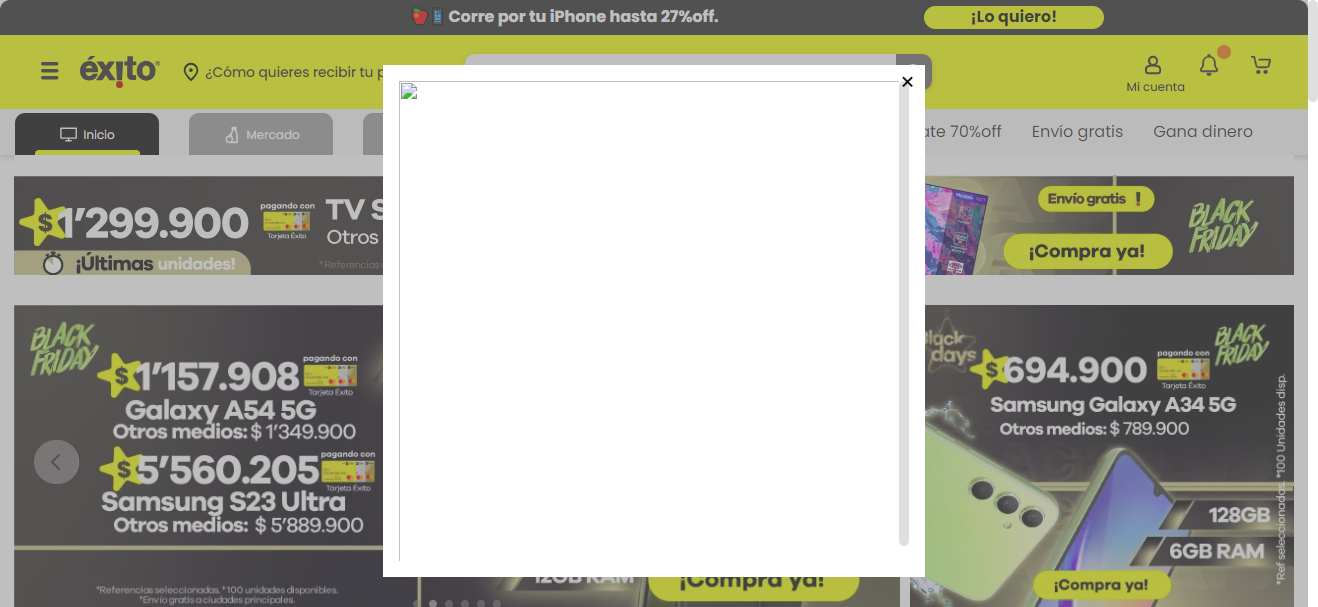 Corre por tu iPhone hasta 27%off.
¡Lo quiero!
éxito
¿Cómo quieres recibir tu p
Mi cuenta
Inicio
Mercado
ate 70%off
Envío gratis
Gana dinero
$1'299.900
pagando con
Tarjeta Éxito
TV S
Otros
¡Últimas unidades!
*Referencias
Envío gratis !
¡Compra ya!
BLACK
FRIDAY
BLACK
FRIDAY
$1'157.908
pagando con
Tarjeta Éxito
Galaxy A54 5G
Otros medios: $ 1'349.900
$5'560.205
pagando con
Tarjeta Éxito
Samsung S23 Ultra
Otros medios: $ 5'889.900
*Referencias seleccionadas. *100 unidades disponibles.
*Envío gratis a ciudades principales.
12GB RAM
¡Compra ya!
black
days
$694.900
pagando con
Tarjeta Éxito
BLACK
FRIDAY
Samsung Galaxy A34 5G
Otros medios: $ 789.900
128GB
6GB RAM
¡Compra ya!
*Ref seleccionadas. *100 Unidades disp.